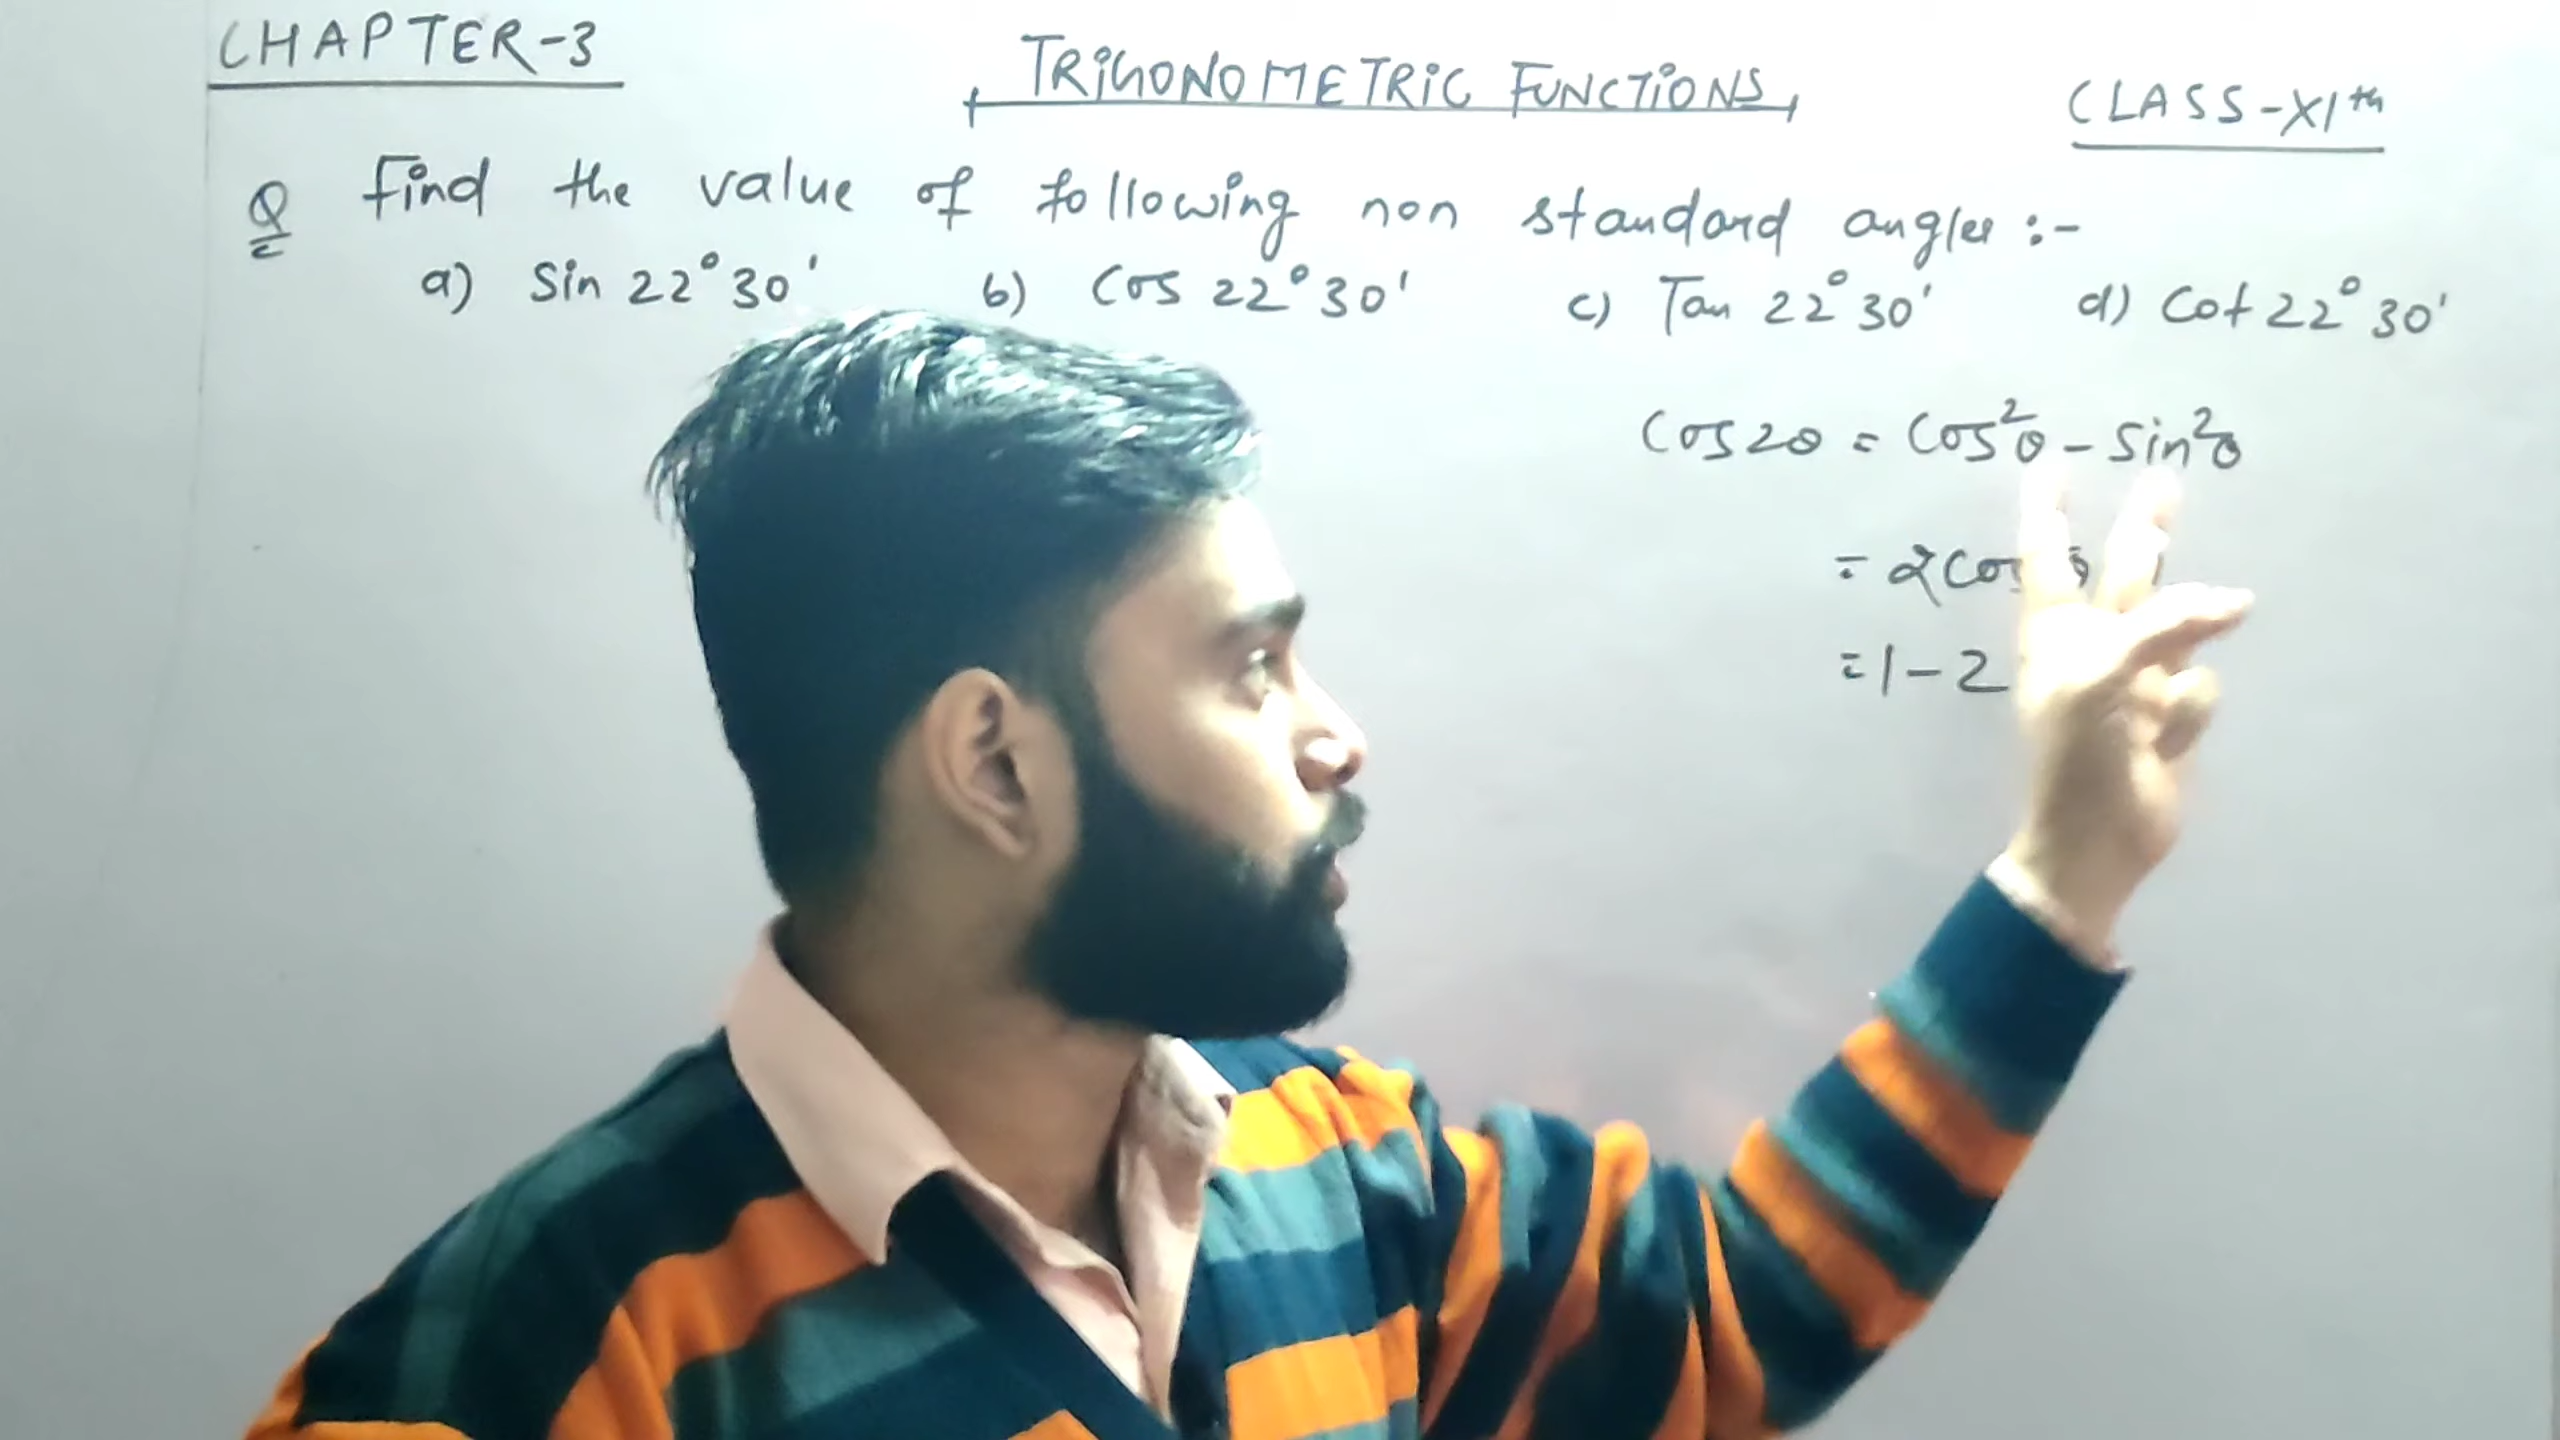 CHAPTER-3
TRIGONOMETRIC FUNCTIONS
CLASS-XIth
Q Find the value of following non standard angles :-
a) Sin 22°30' b) Cos 22°30' c) Tan 22°30' d) Cot 22°30'
Cos2θ = Cos²θ - Sin²θ
= 2Cos
= 1 - 2